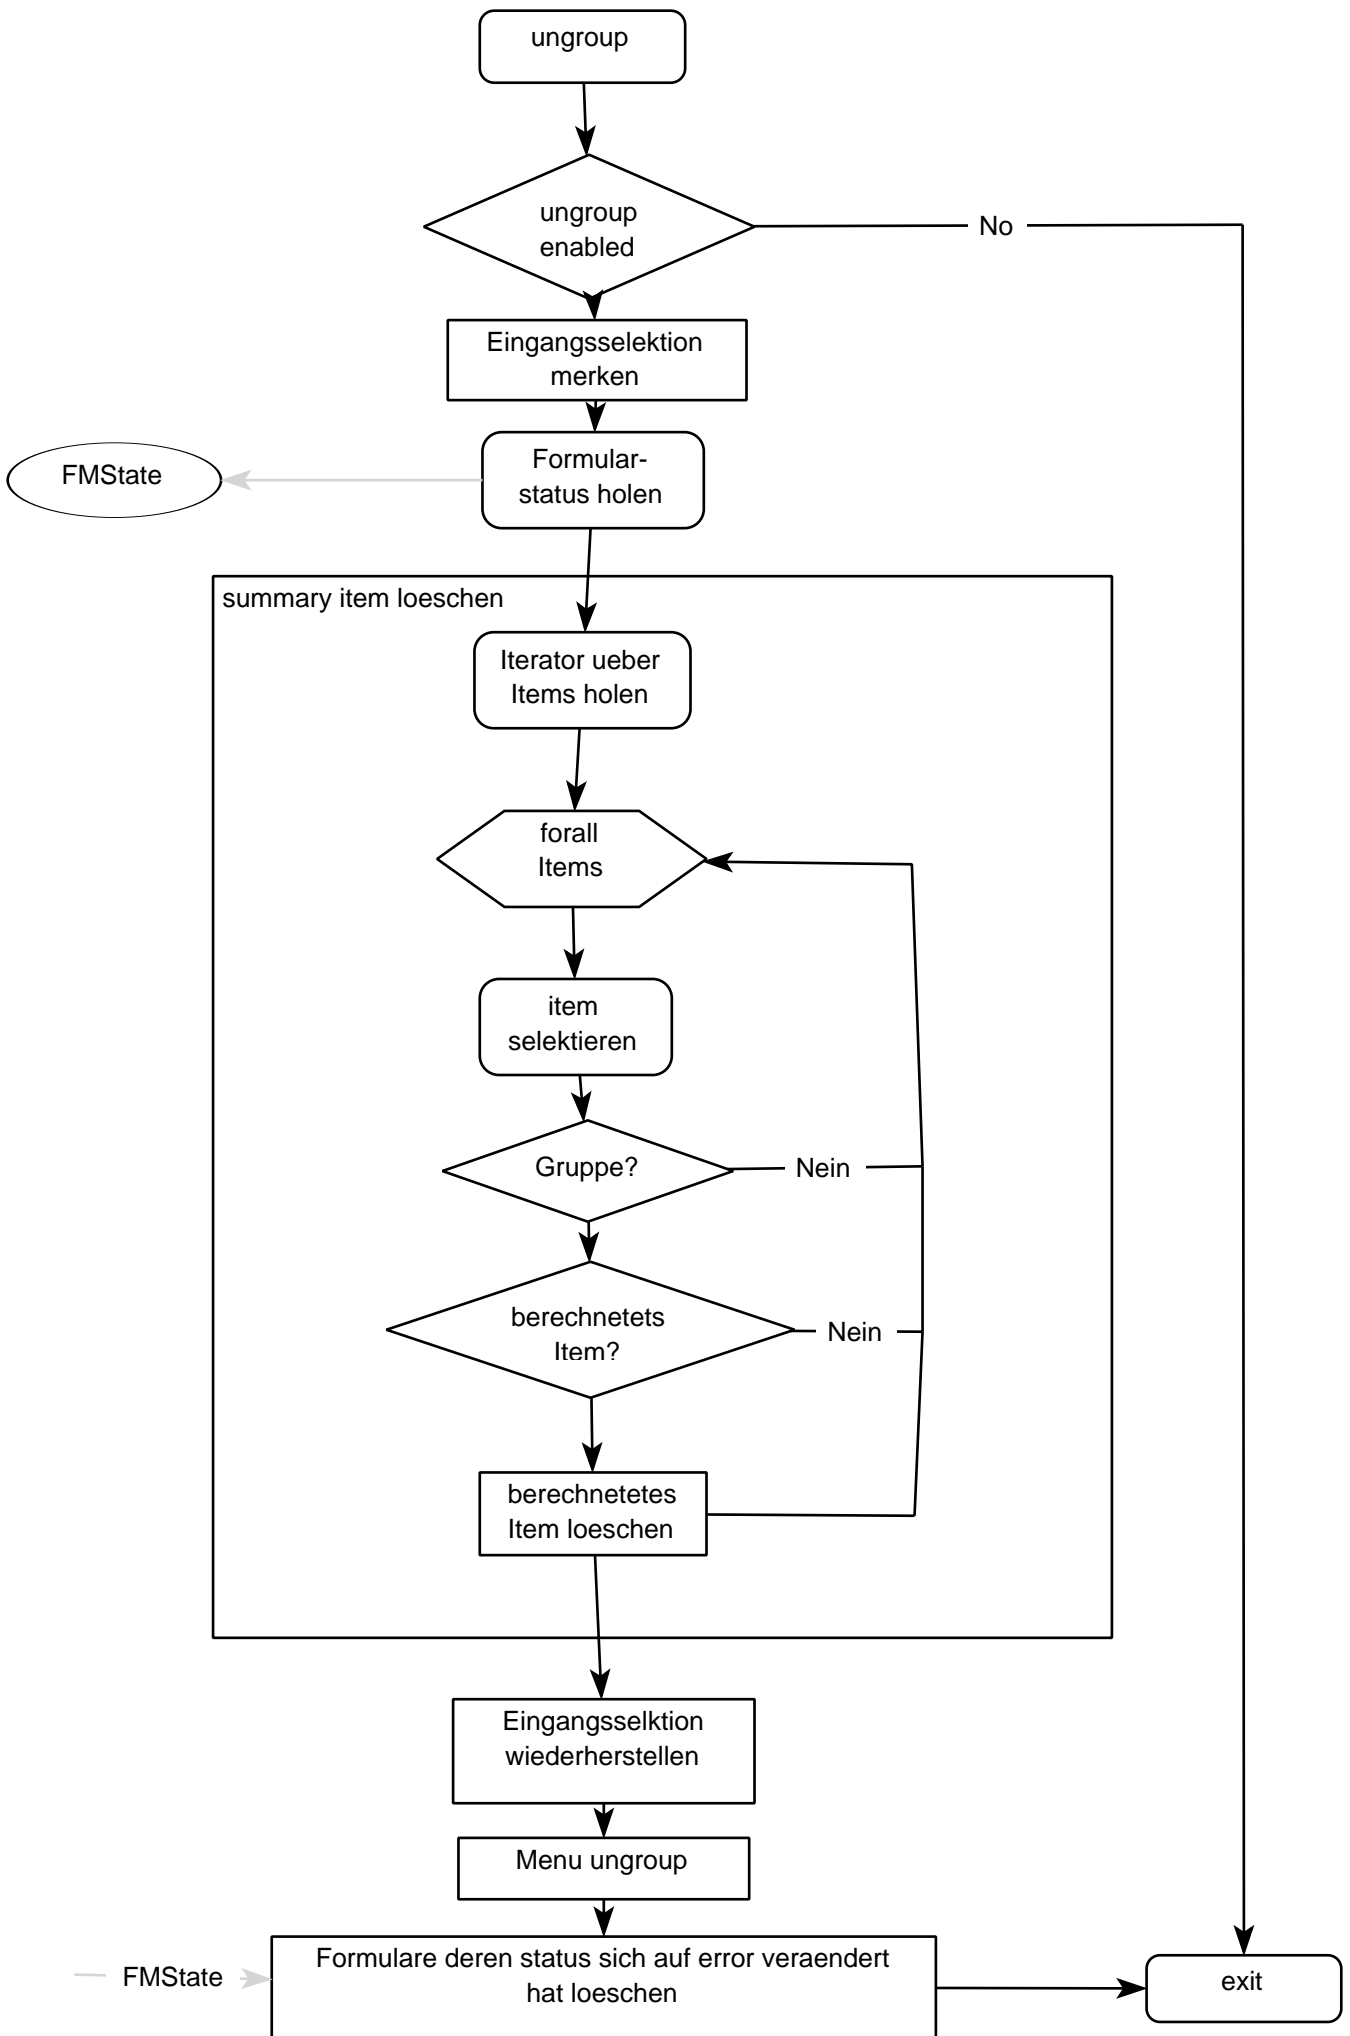 ungroup
ungroup
enabled
No
Eingangsselektion
merken
FMState
Formular-
status holen
summary item loeschen
Iterator ueber
Items holen
forall
Items
item
selektieren
Gruppe?
Nein
berechnetets
Item?
Nein
berechnetetes
Item loeschen
Eingangsselktion
wiederherstellen
Menu ungroup
FMState
Formulare deren status sich auf error veraendert
hat loeschen
exit